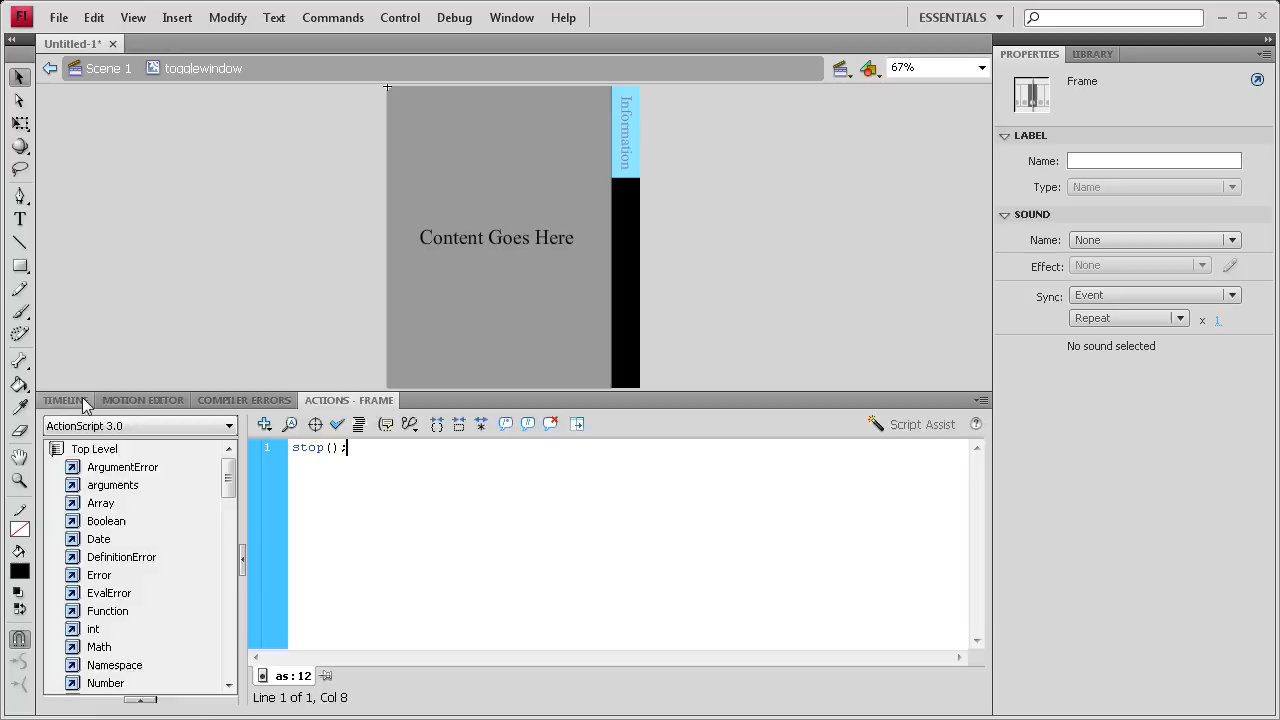 Fl File Edit View Insert Modify Text Commands Control Debug Window Help ESSENTIALS
Untitled-1*
Scene 1 togglewindow 67%
PROPERTIES LIBRARY
Frame
LABEL
Name:
Type: Name
SOUND
Name: None
Effect: None
Sync: Event
Repeat x 1
No sound selected
Information
Content Goes Here
TIMELINE MOTION EDITOR COMPILER ERRORS ACTIONS - FRAME
ActionScript 3.0
Script Assist
Top Level
ArgumentError
arguments
Array
Boolean
Date
DefinitionError
Error
EvalError
Function
int
Math
Namespace
Number
1 stop();
as:12
Line 1 of 1, Col 8